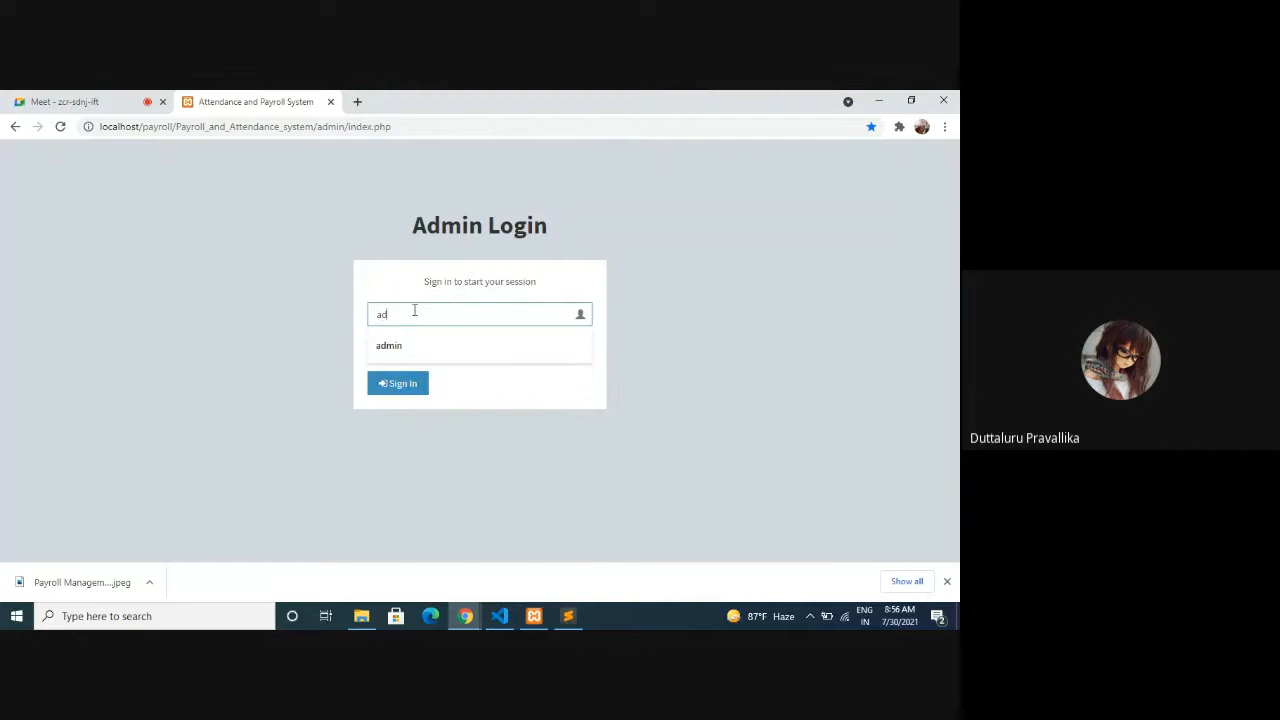 Meet - zcr-sdnj-ift
Attendance and Payroll System
localhost/payroll/Payroll_and_Attendance_system/admin/index.php
Admin Login
Sign in to start your session
ad
admin
Sign In
Duttaluru Pravallika
Payroll Managem....jpeg
Show all
Type here to search
87°F Haze
ENG
IN
8:56 AM
7/30/2021
2